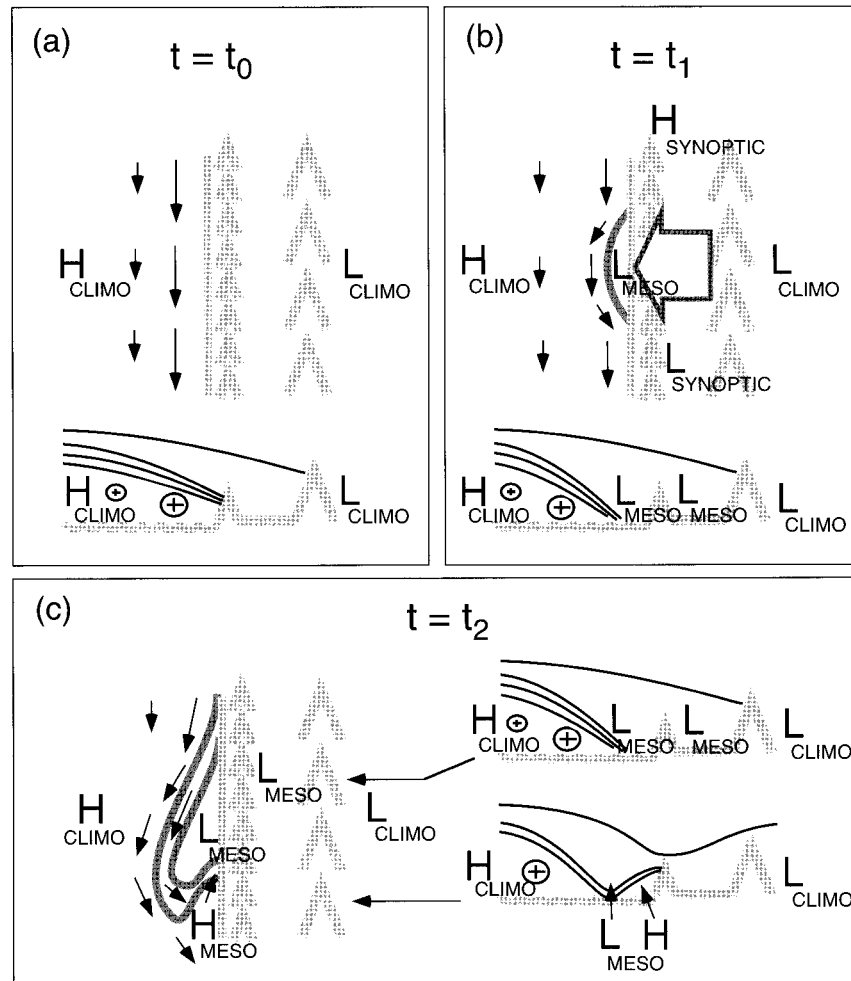 (a)
t = t0
H CLIMO
L CLIMO
H CLIMO
L CLIMO
(b)
t = t1
H SYNOPTIC
H CLIMO
L MESO
L CLIMO
L SYNOPTIC
H CLIMO
L MESO
L MESO
L CLIMO
(c)
t = t2
H CLIMO
L MESO
L CLIMO
L MESO
H MESO
H CLIMO
L MESO
L MESO
L CLIMO
H CLIMO
L CLIMO
L MESO
H